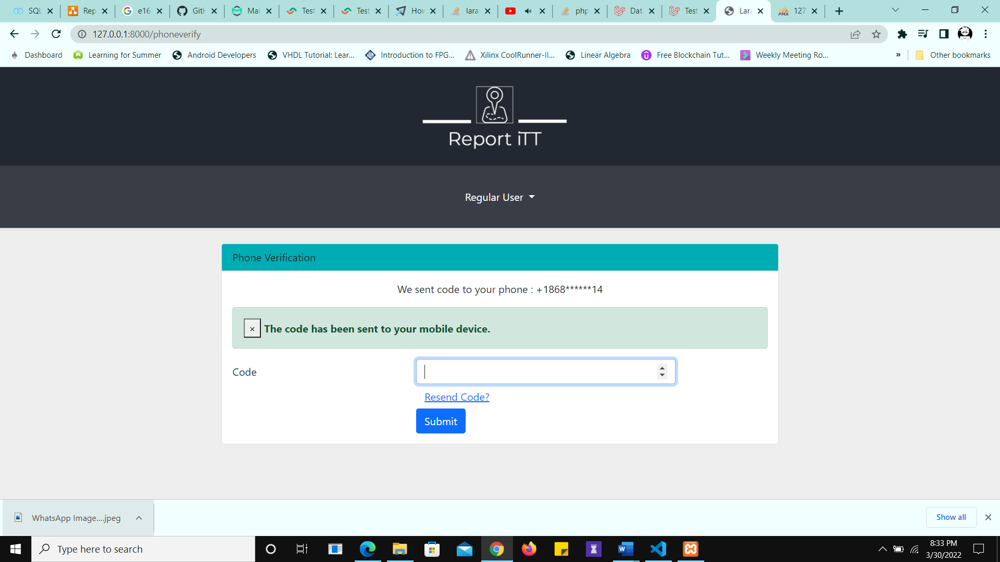 SQL Rep e16 GitH Mai Test Test How lara php Data Test Lara 127
127.0.0.1:8000/phoneverify
Dashboard Learning for Summer Android Developers VHDL Tutorial: Lear... Introduction to FPG... Xilinx CoolRunner-II... Linear Algebra Free Blockchain Tut... Weekly Meeting Ro... » Other bookmarks
Report iTT
Regular User
Phone Verification
We sent code to your phone : +1868******14
× The code has been sent to your mobile device.
Code
Resend Code?
Submit
WhatsApp Image....jpeg Show all
Type here to search
8:33 PM
3/30/2022